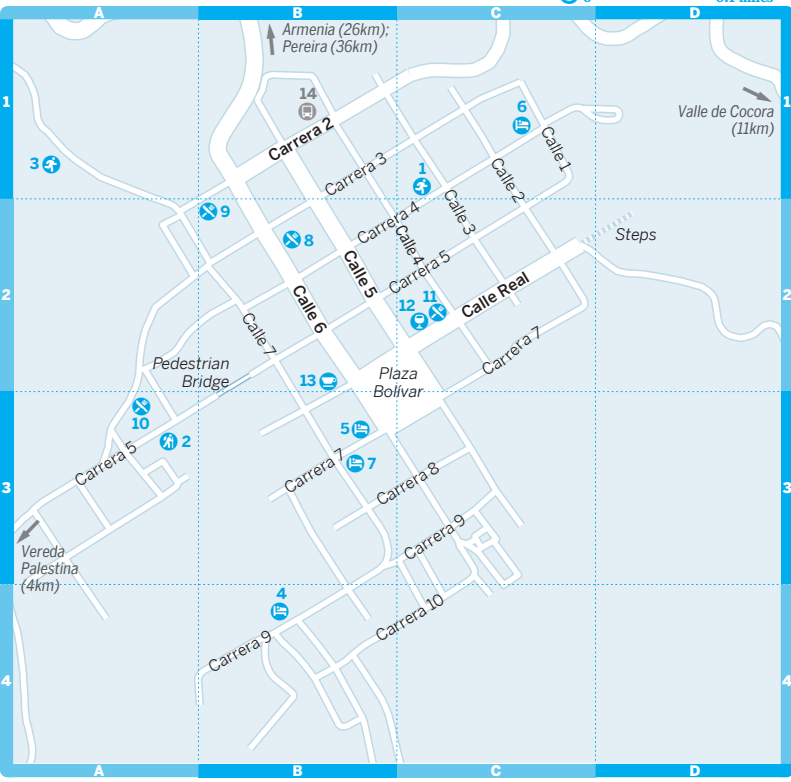 A
B
C
D
Armenia (26km);
Pereira (36km)
1
14
6
1
Valle de Cocora
(11km)
Carrera 2
Calle 1
3
Carrera 3
1
Calle 2
9
Carrera 4
Calle 3
8
Calle 4
Steps
Calle 5
Carrera 5
2
11
Calle Real
2
12
Calle 6
Calle 7
Carrera 7
Pedestrian
Bridge
13
Plaza
Bolívar
10
2
5
Carrera 5
7
Carrera 7
3
Carrera 8
3
Carrera 9
Vereda
Palestina
(4km)
4
Carrera 10
Carrera 9
4
4
A
B
C
D